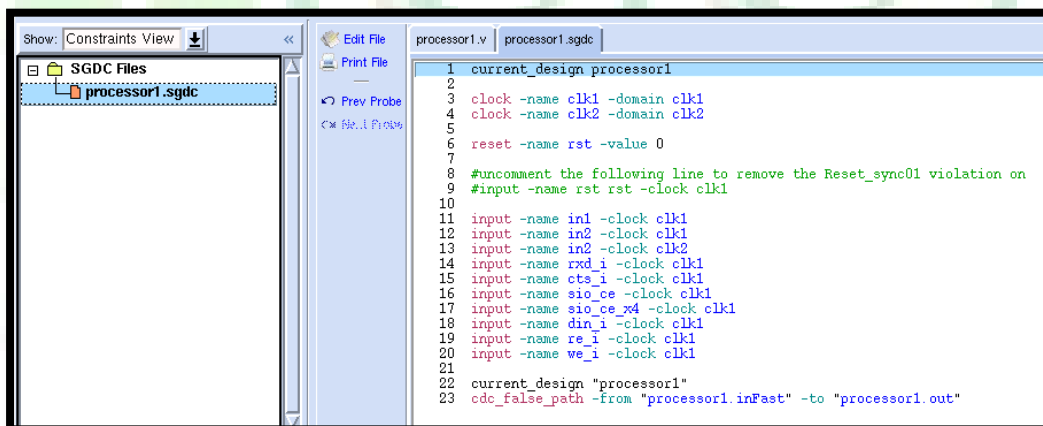 Show: Constraints View
SGDC Files
processor1.sgdc
Edit File
Print File
Prev Probe
processor1.v processor1.sgdc
1 current_design processor1
2
3 clock -name clk1 -domain clk1
4 clock -name clk2 -domain clk2
5
6 reset -name rst -value 0
7
8 #uncomment the following line to remove the Reset_sync01 violation on
9 #input -name rst rst -clock clk1
10
11 input -name in1 -clock clk1
12 input -name in2 -clock clk1
13 input -name in2 -clock clk2
14 input -name rxd_i -clock clk1
15 input -name cts_i -clock clk1
16 input -name sio_ce -clock clk1
17 input -name sio_ce_x4 -clock clk1
18 input -name din_i -clock clk1
19 input -name re_i -clock clk1
20 input -name we_i -clock clk1
21
22 current_design "processor1"
23 cdc_false_path -from "processor1.inFast" -to "processor1.out"